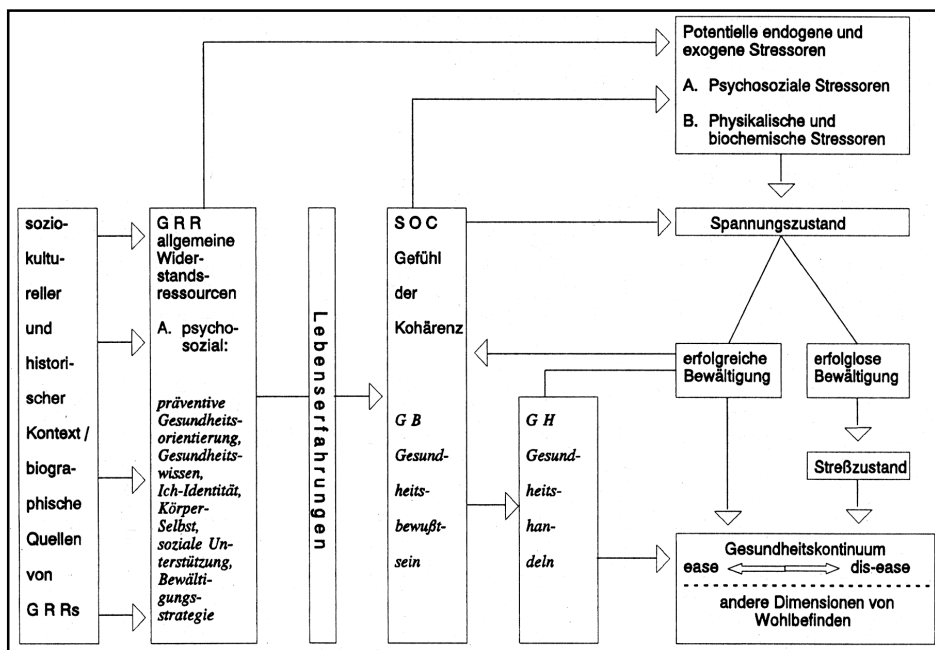 Potentielle endogene und
exogene Stressoren
A. Psychosoziale Stressoren
B. Physikalische und
biochemische Stressoren
sozio-
kultu-
reller
und
histori-
scher
Kontext /
biogra-
phische
Quellen
von
G R R s
G R R
allgemeine
Wider-
stands-
ressourcen
A. psycho-
sozial:
präventive
Gesundheits-
orientierung,
Gesundheits-
wissen,
Ich-Identität,
Körper-
Selbst,
soziale Un-
terstützung,
Bewälti-
gungs-
strategie
Lebenserfahrungen
S O C
Gefühl
der
Kohärenz
G B
Gesund-
heits-
bewußt-
sein
G H
Gesund-
heits-
han-
deln
Spannungszustand
erfolgreiche
Bewältigung
erfolglose
Bewältigung
Streßzustand
Gesundheitskontinuum
ease dis-ease
andere Dimensionen von
Wohlbefinden